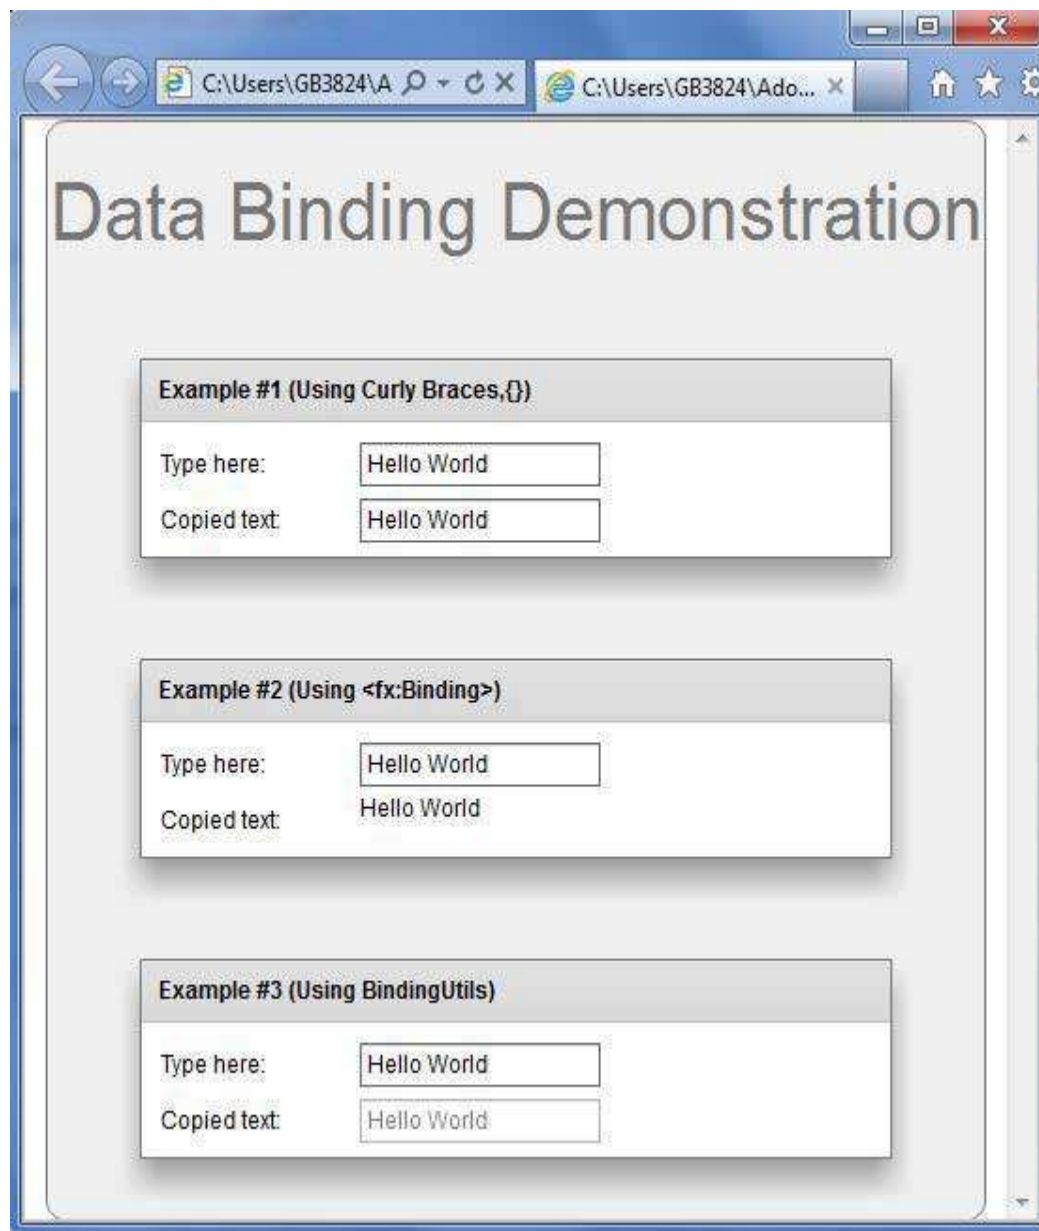 C:\Users\GB3824\A
C:\Users\GB3824\Ado...
Data Binding Demonstration
Example #1 (Using Curly Braces,{})
Type here: Hello World
Copied text: Hello World
Example #2 (Using <fx:Binding>)
Type here: Hello World
Copied text: Hello World
Example #3 (Using BindingUtils)
Type here: Hello World
Copied text: Hello World